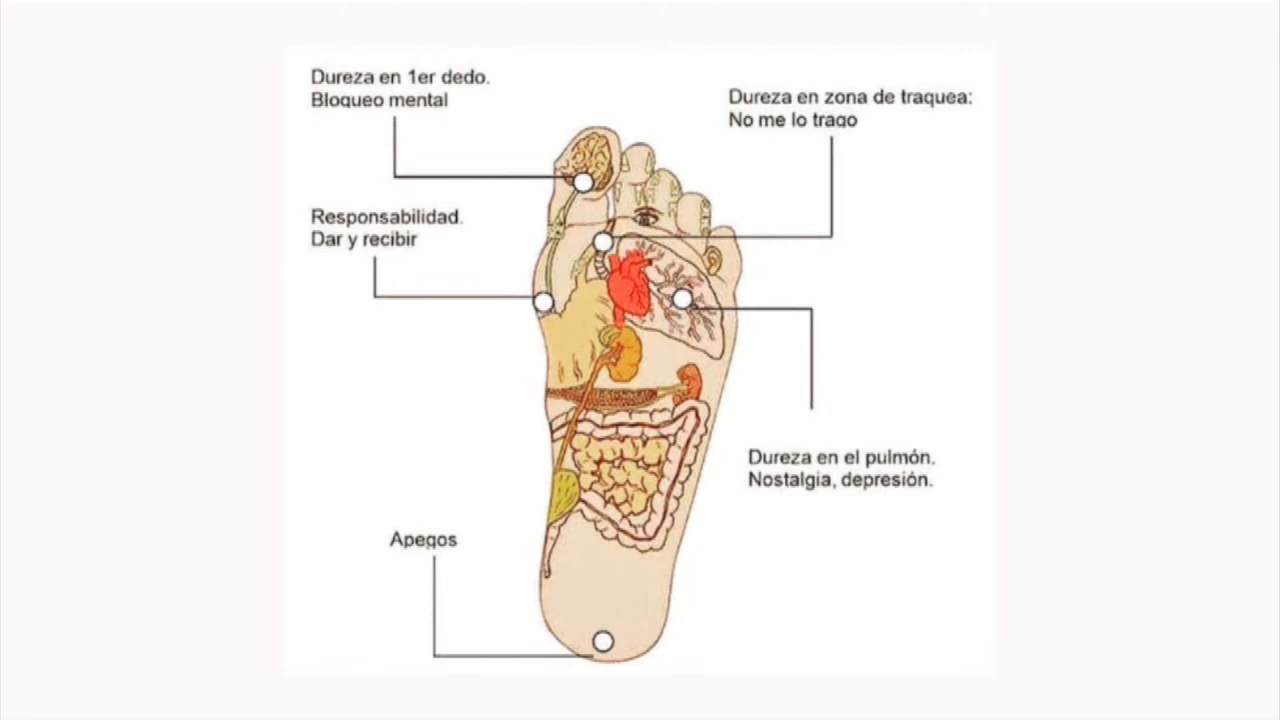 Dureza en 1er dedo.
Bloqueo mental
Dureza en zona de traquea:
No me lo trago
Responsabilidad.
Dar y recibir
Dureza en el pulmón.
Nostalgia, depresión.
Apegos